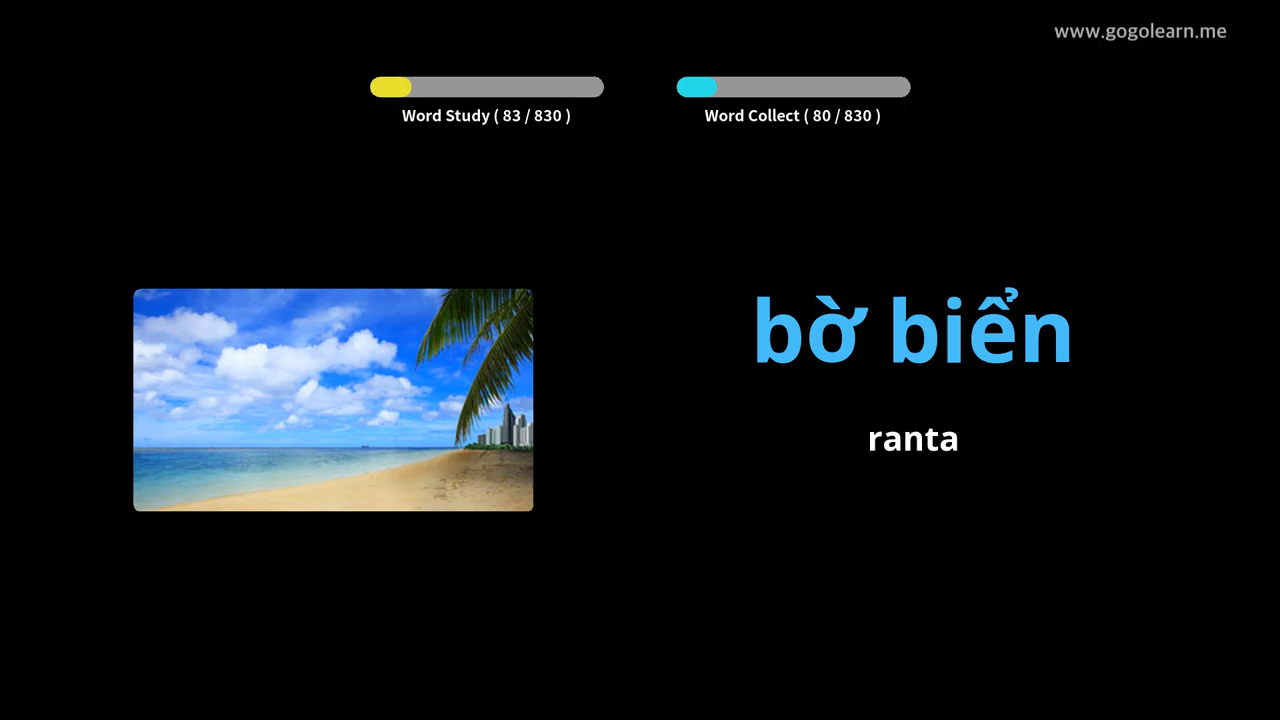 www.gogolearn.me
Word Study ( 83 / 830 )
Word Collect ( 80 / 830 )
bờ biển
ranta